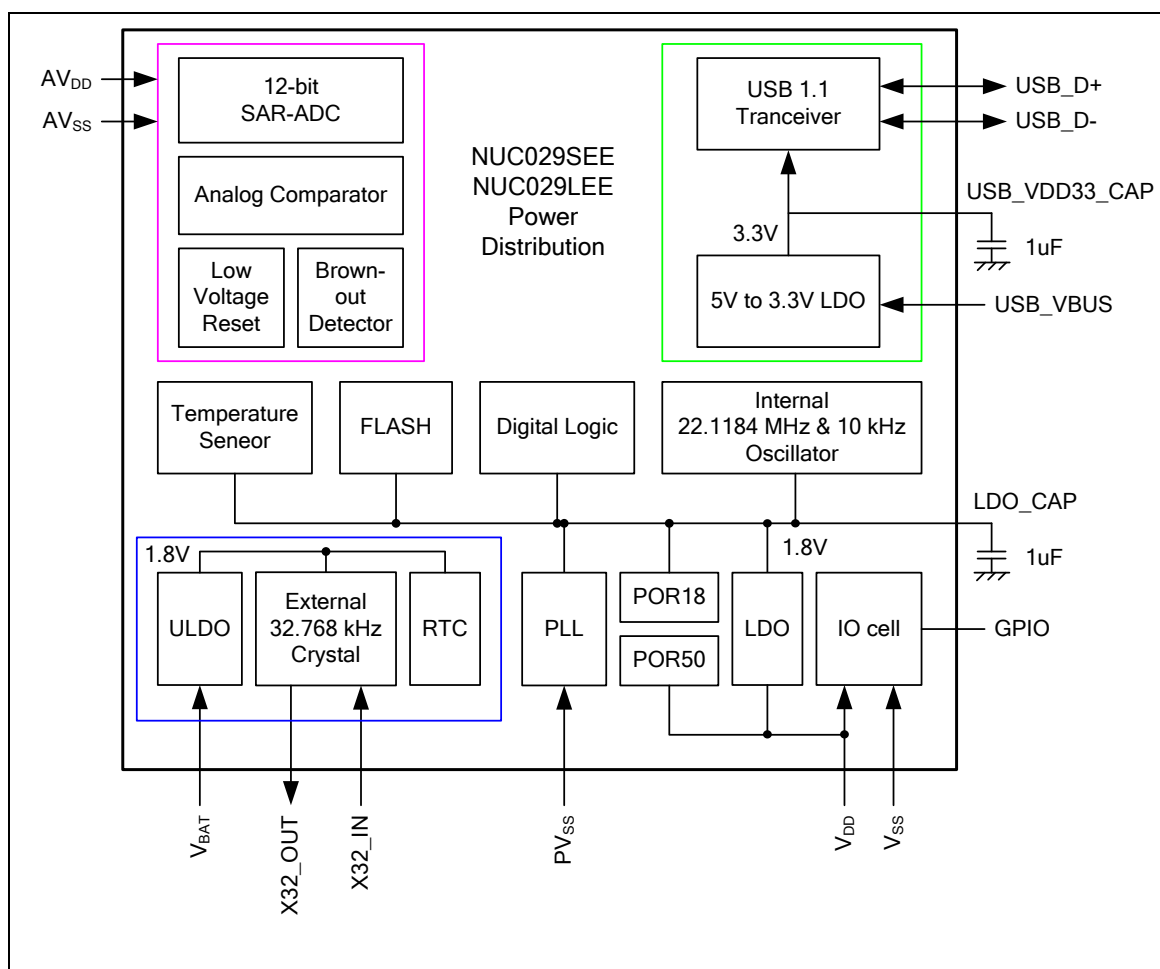 AVDD
AVSS
12-bit
SAR-ADC
Analog Comparator
Low
Voltage
Reset
Brown-
out
Detector
NUC029SEE
NUC029LEE
Power
Distribution
USB 1.1
Tranceiver
USB_D+
USB_D-
USB_VDD33_CAP
1uF
3.3V
5V to 3.3V LDO
USB_VBUS
Temperature
Seneor
FLASH
Digital Logic
Internal
22.1184 MHz & 10 kHz
Oscillator
LDO_CAP
1uF
1.8V
ULDO
External
32.768 kHz
Crystal
RTC
PLL
POR18
POR50
1.8V
LDO
IO cell
GPIO
VBAT
X32_OUT
X32_IN
PVSS
VDD
VSS